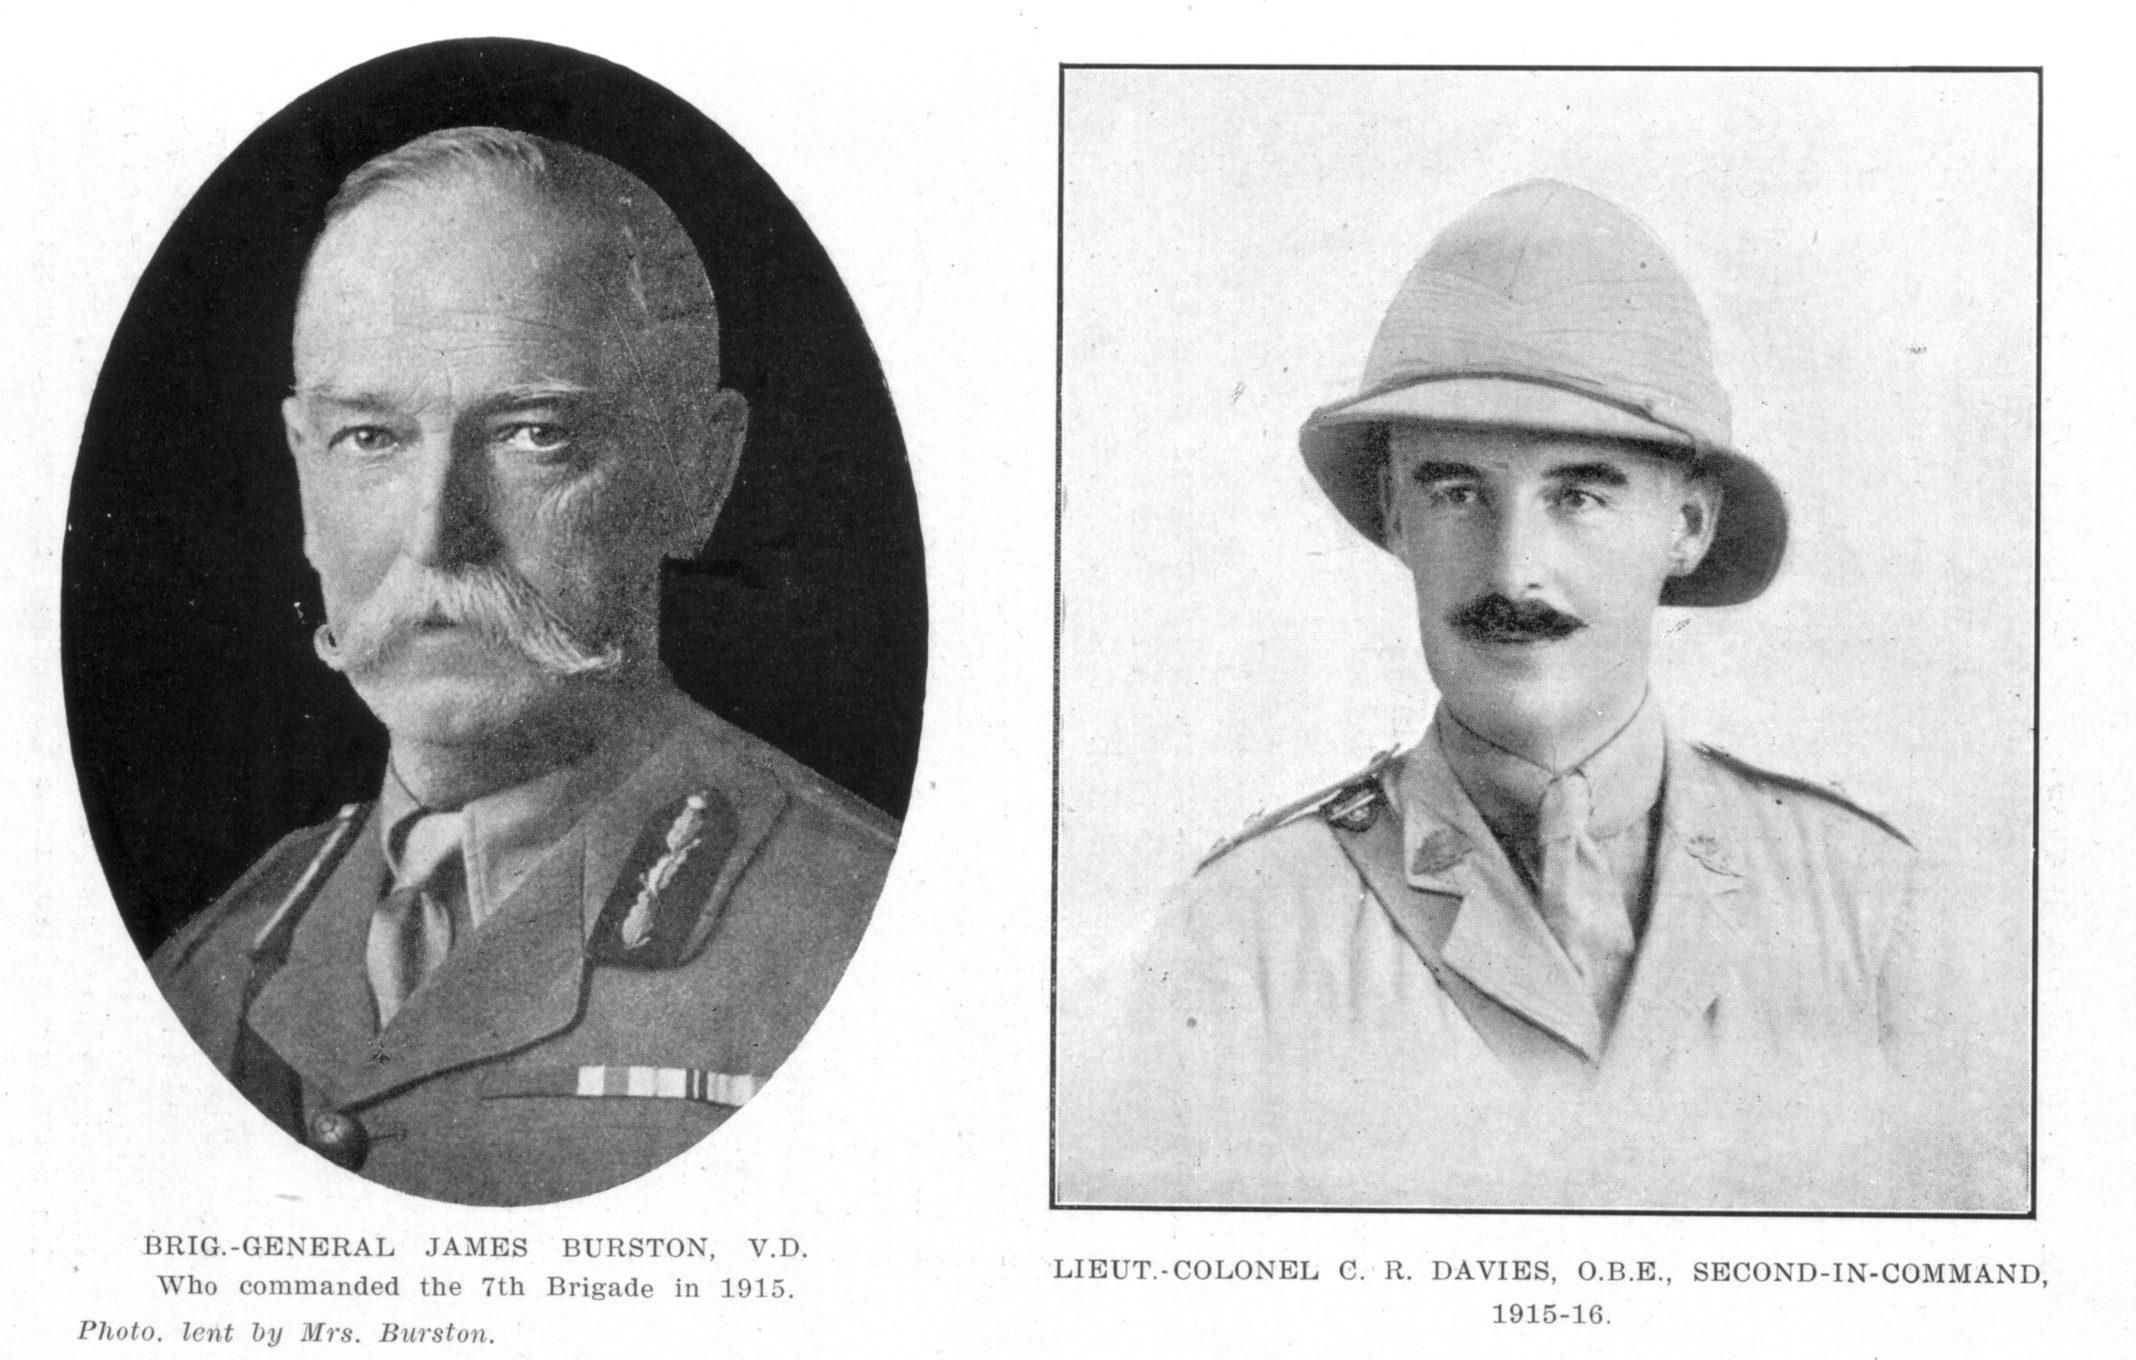 BRIG.-GENERAL JAMES BURSTON, V.D.
Who commanded the 7th Brigade in 1915.
Photo. lent by Mrs. Burston.
LIEUT.-COLONEL C. R. DAVIES, O.B.E., SECOND-IN-COMMAND,
1915-16.